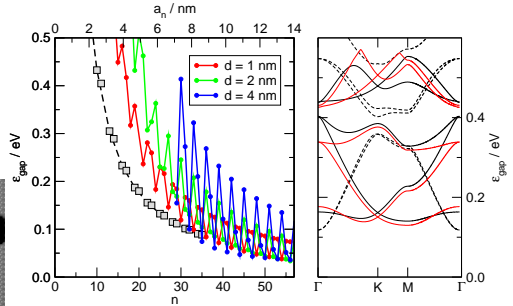 a_n / nm
0 2 4 6 8 10 12 14
ε_gap / eV
0.5
0.4
0.3
0.2
0.1
0.0
d = 1 nm
d = 2 nm
d = 4 nm
0 10 20 30 40 50
n
ε_gap / eV
0.4
0.2
0.0
Γ K M Γ